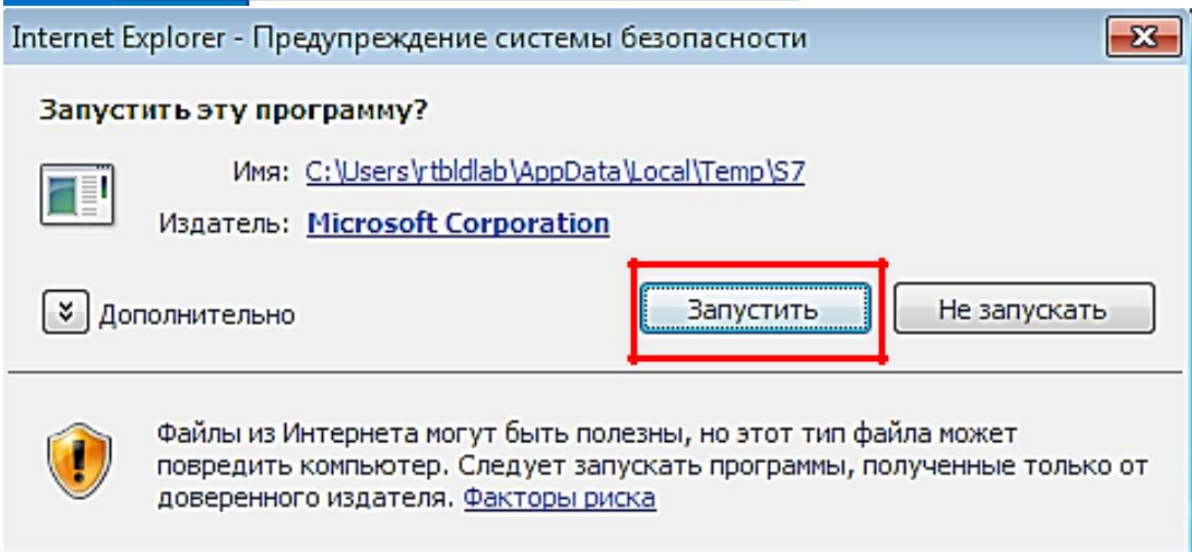 Internet Explorer - Предупреждение системы безопасности
Запустить эту программу?
Имя: C:\Users\rtbldlab\AppData\Local\Temp\S7
Издатель: Microsoft Corporation
Дополнительно
Запустить
Не запускать
Файлы из Интернета могут быть полезны, но этот тип файла может
повредить компьютер. Следует запускать программы, полученные только от
доверенного издателя. Факторы риска